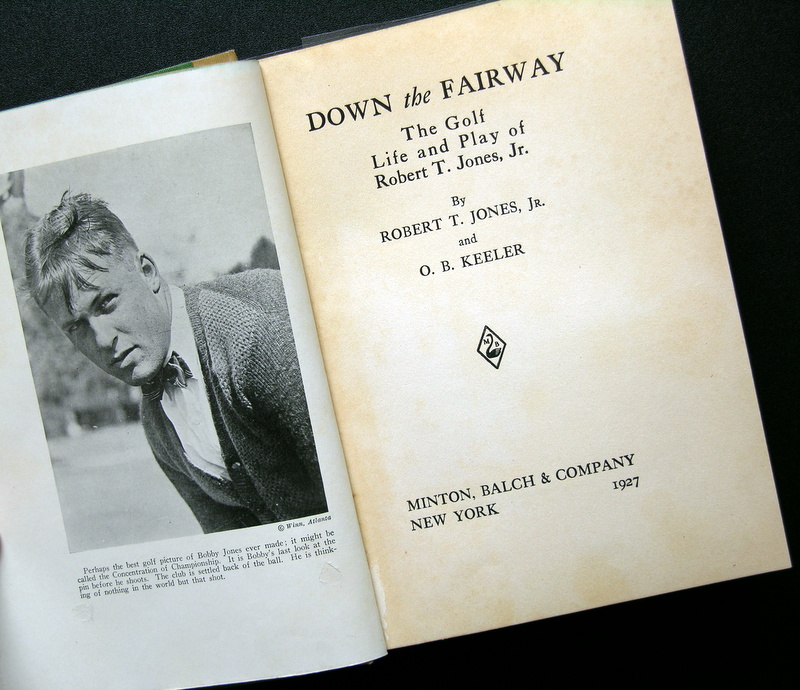 © Winn, Atlanta
Perhaps the best golf picture of Bobby Jones ever made; it might be
called the Concentration of Championship. It is Bobby's last look at the
pin before he shoots. The club is settled back of the ball. He is think-
ing of nothing in the world but that shot.
DOWN the FAIRWAY
The Golf
Life and Play of
Robert T. Jones, Jr.
By
ROBERT T. JONES, JR.
and
O. B. KEELER
M B
MINTON, BALCH & COMPANY
NEW YORK 1927